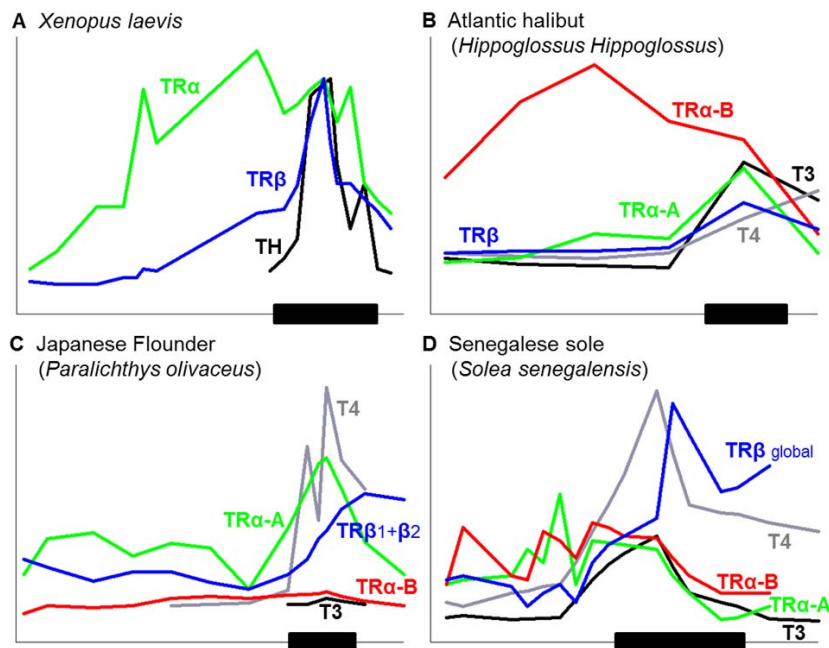 A Xenopus laevis
TRα
TRβ
TH
B Atlantic halibut
(Hippoglossus Hippoglossus)
TRα-B
T3
TRα-A
TRβ
T4
C Japanese Flounder
(Paralichthys olivaceus)
T4
TRα-A
TRβ1+β2
TRα-B
T3
D Senegalese sole
(Solea senegalensis)
TRβ global
T4
TRα-B
TRα-A
T3